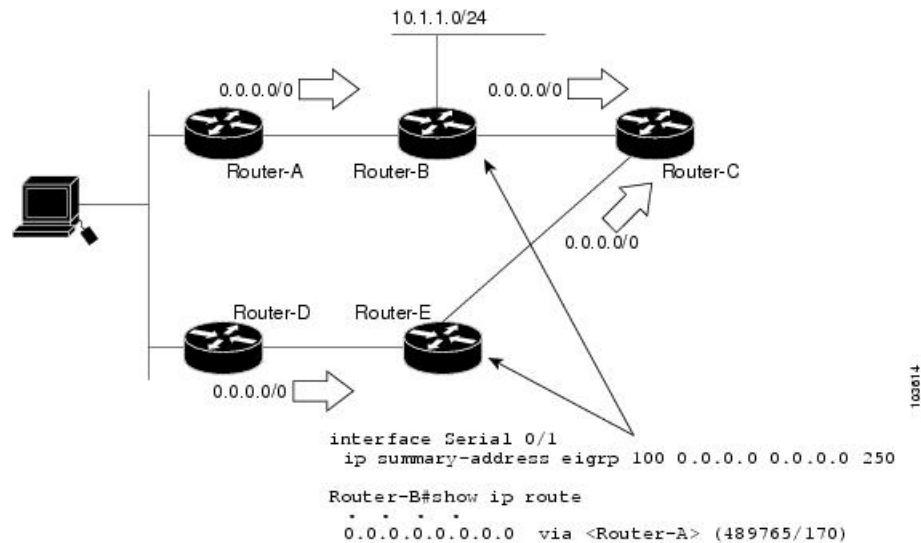 10.1.1.0/24
0.0.0.0/0
0.0.0.0/0
Router-A
Router-B
Router-C
0.0.0.0/0
Router-D
Router-E
0.0.0.0/0
interface Serial 0/1
ip summary-address eigrp 100 0.0.0.0 0.0.0.0 250
Router-B#show ip route
. . . .
0.0.0.0.0.0.0.0 via <Router-A> (489765/170)
103614